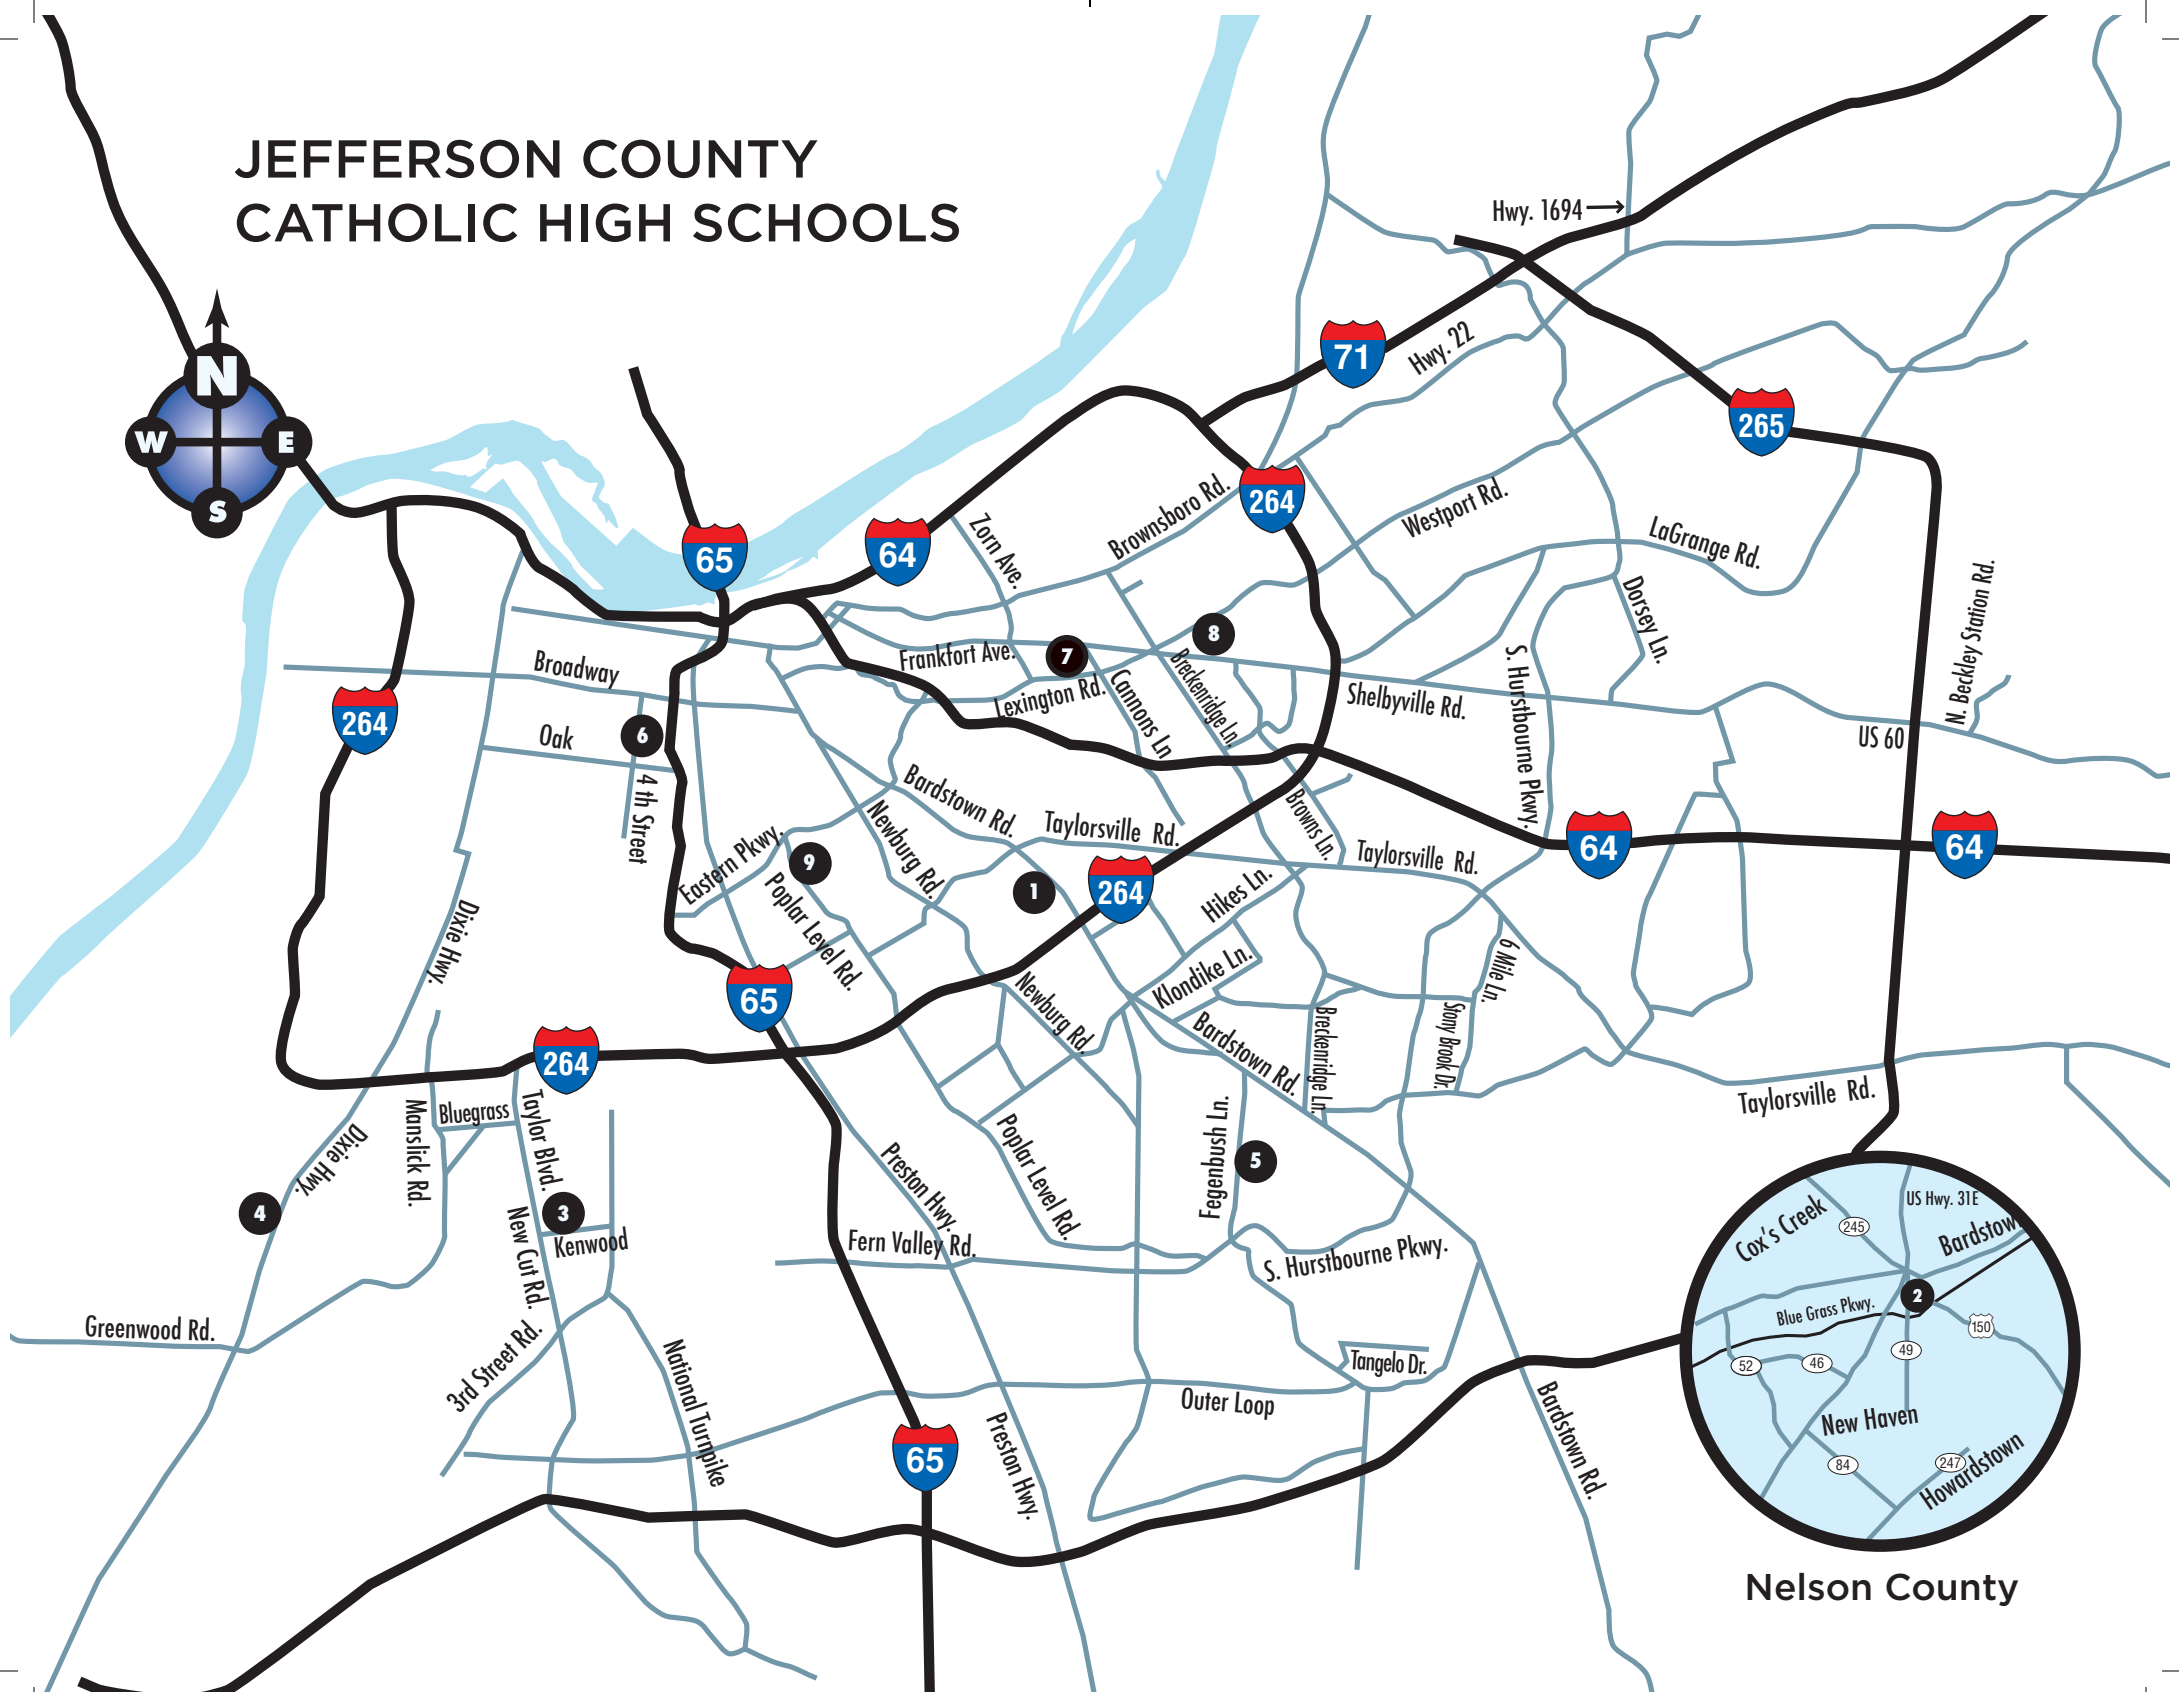 JEFFERSON COUNTY
CATHOLIC HIGH SCHOOLS
Hwy. 1694
N
W
E
S
71
Hwy. 22
265
264
65
64
Zorn Ave.
Brownsboro Rd.
Westport Rd.
LaGrange Rd.
Dorsey Ln.
N. Beckley Station Rd.
8
7
Frankfort Ave.
Lexington Rd.
Cannons Ln
Breckenridge Ln.
Shelbyville Rd.
S. Hurstbourne Pkwy.
US 60
Broadway
264
Oak
6
4 th Street
Bardstown Rd.
Taylorsville Rd.
Browns Ln.
Taylorsville Rd.
64
64
Newburg Rd.
Eastern Pkwy.
9
Poplar Level Rd.
1
264
Hikes Ln.
Klondike Ln.
6 Mile Ln.
Dixie Hwy.
65
Newburg Rd.
Bardstown Rd.
Breckenridge Ln.
Stony Brook Dr.
264
Taylorsville Rd.
Manslick Rd.
Bluegrass
Taylor Blvd.
Dixie Hwy.
4
3
Kenwood
New Cut Rd.
Preston Hwy.
Poplar Level Rd.
Fegenbush Ln.
5
Fern Valley Rd.
S. Hurstbourne Pkwy.
Greenwood Rd.
3rd Street Rd.
National Turnpike
Tangelo Dr.
Outer Loop
65
Preston Hwy.
Bardstown Rd.
US Hwy. 31E
Cox's Creek
245
Bardstow
2
Blue Grass Pkwy.
150
52
46
49
New Haven
84
247
Howardstown
Nelson County